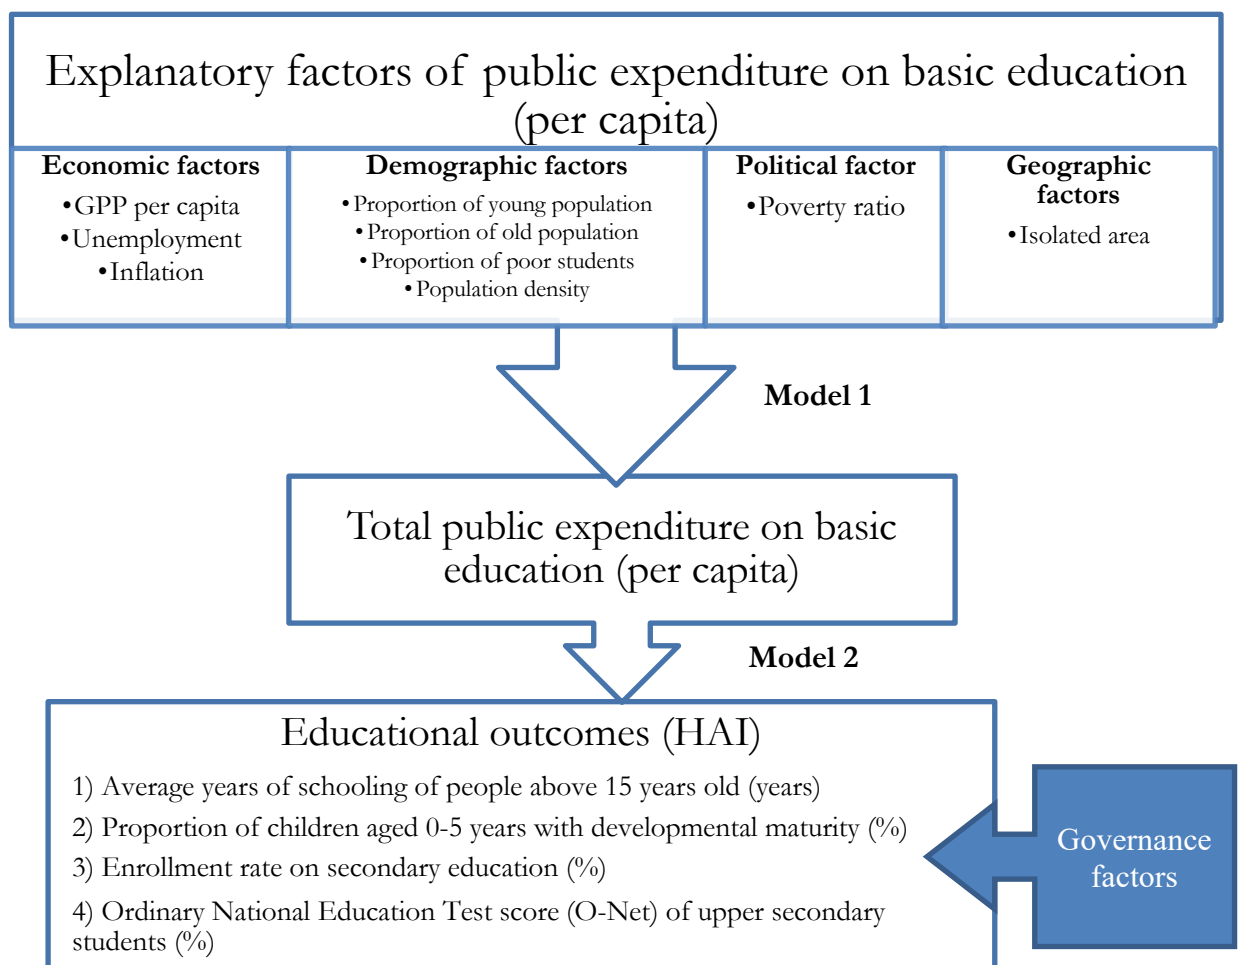 Explanatory factors of public expenditure on basic education
(per capita)
Economic factors
•GPP per capita
•Unemployment
•Inflation
Demographic factors
•Proportion of young population
•Proportion of old population
•Proportion of poor students
•Population density
Political factor
•Poverty ratio
Geographic
factors
•Isolated area
Model 1
Total public expenditure on basic
education (per capita)
Model 2
Educational outcomes (HAI)
1) Average years of schooling of people above 15 years old (years)
2) Proportion of children aged 0-5 years with developmental maturity (%)
3) Enrollment rate on secondary education (%)
4) Ordinary National Education Test score (O-Net) of upper secondary
students (%)
Governance
factors